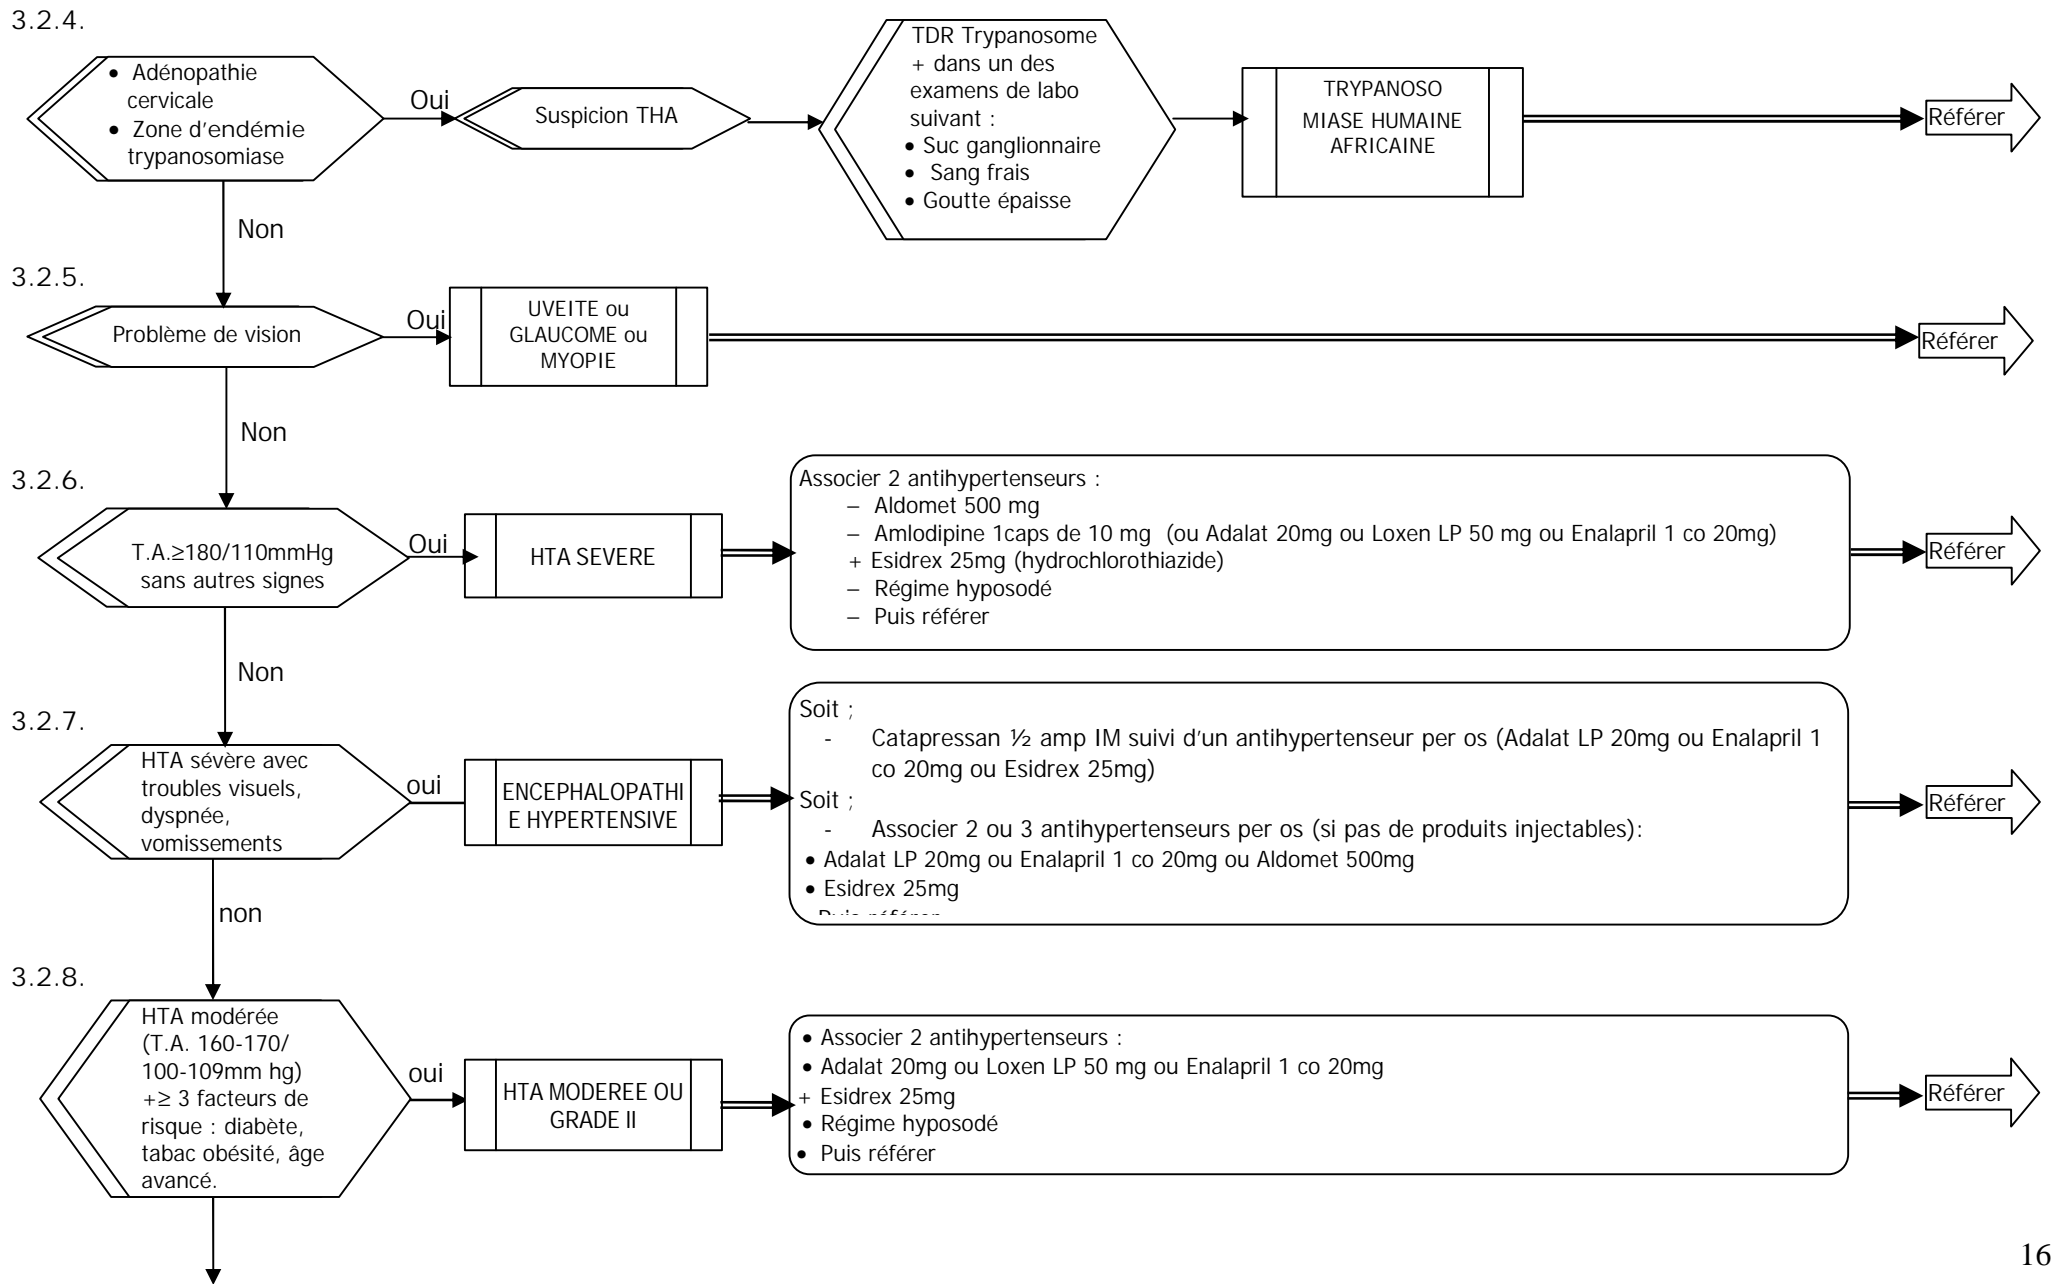 3.2.4.
• Adénopathie
cervicale
• Zone d'endémie
trypanosomiase
Oui
Suspicion THA
TDR Trypanosome
+ dans un des
examens de labo
suivant :
• Suc ganglionnaire
• Sang frais
• Goutte épaisse
TRYPANOSO
MIASE HUMAINE
AFRICAINE
Référer
Non
3.2.5.
Problème de vision
Oui
UVEITE ou
GLAUCOME ou
MYOPIE
Référer
Non
3.2.6.
T.A.≥180/110mmHg
sans autres signes
Oui
HTA SEVERE
Associer 2 antihypertenseurs :
– Aldomet 500 mg
– Amlodipine 1caps de 10 mg (ou Adalat 20mg ou Loxen LP 50 mg ou Enalapril 1 co 20mg)
+ Esidrex 25mg (hydrochlorothiazide)
– Régime hyposodé
– Puis référer
Référer
Non
3.2.7.
HTA sévère avec
troubles visuels,
dyspnée,
vomissements
oui
ENCEPHALOPATHI
E HYPERTENSIVE
Soit ;
- Catapressan ½ amp IM suivi d'un antihypertenseur per os (Adalat LP 20mg ou Enalapril 1
co 20mg ou Esidrex 25mg)
Soit ;
- Associer 2 ou 3 antihypertenseurs per os (si pas de produits injectables):
• Adalat LP 20mg ou Enalapril 1 co 20mg ou Aldomet 500mg
• Esidrex 25mg
Puis référer
Référer
non
3.2.8.
HTA modérée
(T.A. 160-170/
100-109mm hg)
+≥ 3 facteurs de
risque : diabète,
tabac obésité, âge
avancé.
oui
HTA MODEREE OU
GRADE II
• Associer 2 antihypertenseurs :
• Adalat 20mg ou Loxen LP 50 mg ou Enalapril 1 co 20mg
+ Esidrex 25mg
• Régime hyposodé
• Puis référer
Référer
16